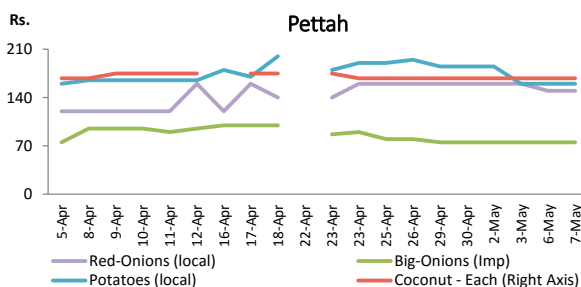 Rs.
Pettah
210
140
70
0
5-Apr
8-Apr
9-Apr
10-Apr
11-Apr
12-Apr
16-Apr
17-Apr
18-Apr
22-Apr
23-Apr
23-Apr
25-Apr
26-Apr
29-Apr
30-Apr
2-May
3-May
6-May
7-May
Red-Onions (local)
Big-Onions (Imp)
Potatoes (local)
Coconut - Each (Right Axis)